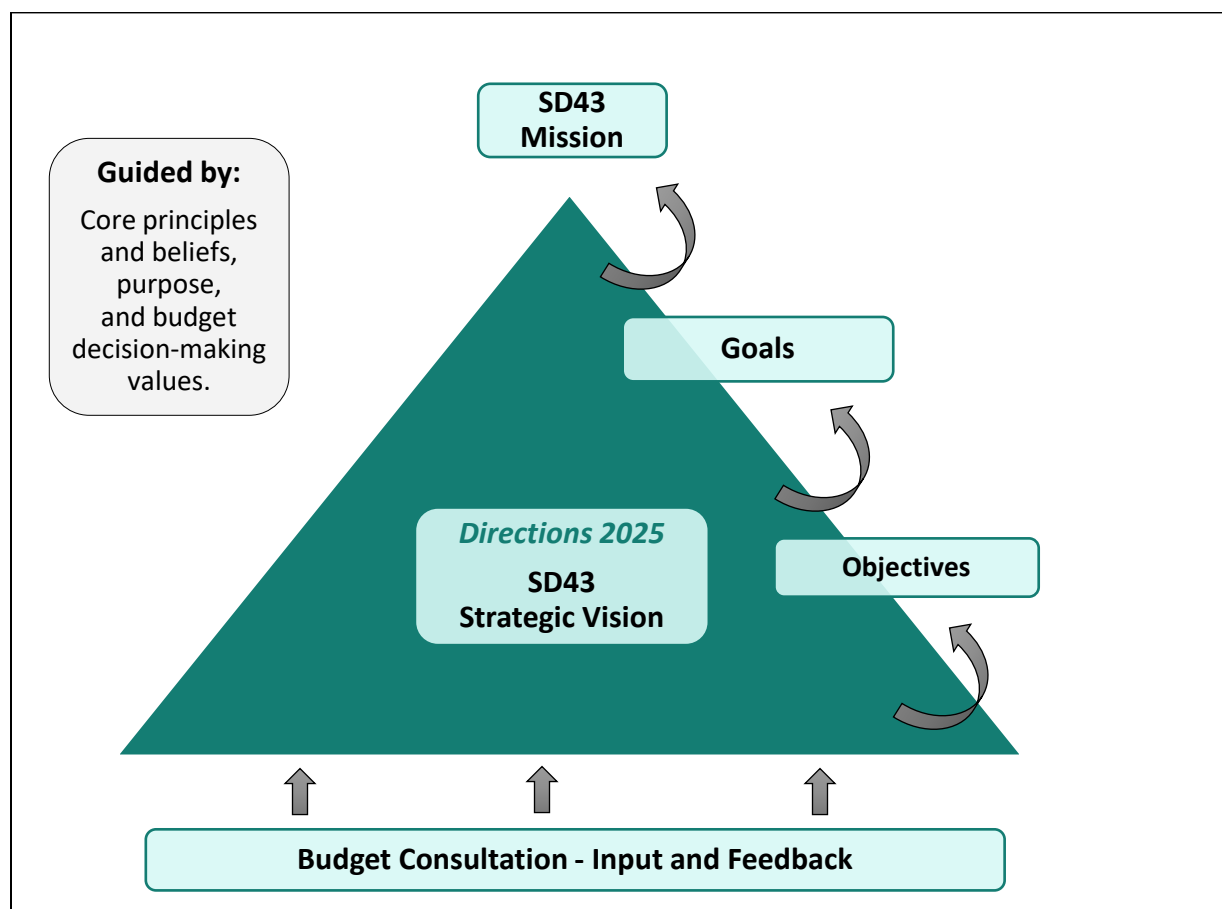 SD43
Mission
Guided by:
Core principles
and beliefs,
purpose,
and budget
decision-making
values.
Goals
Directions 2025
SD43
Strategic Vision
Objectives
Budget Consultation - Input and Feedback